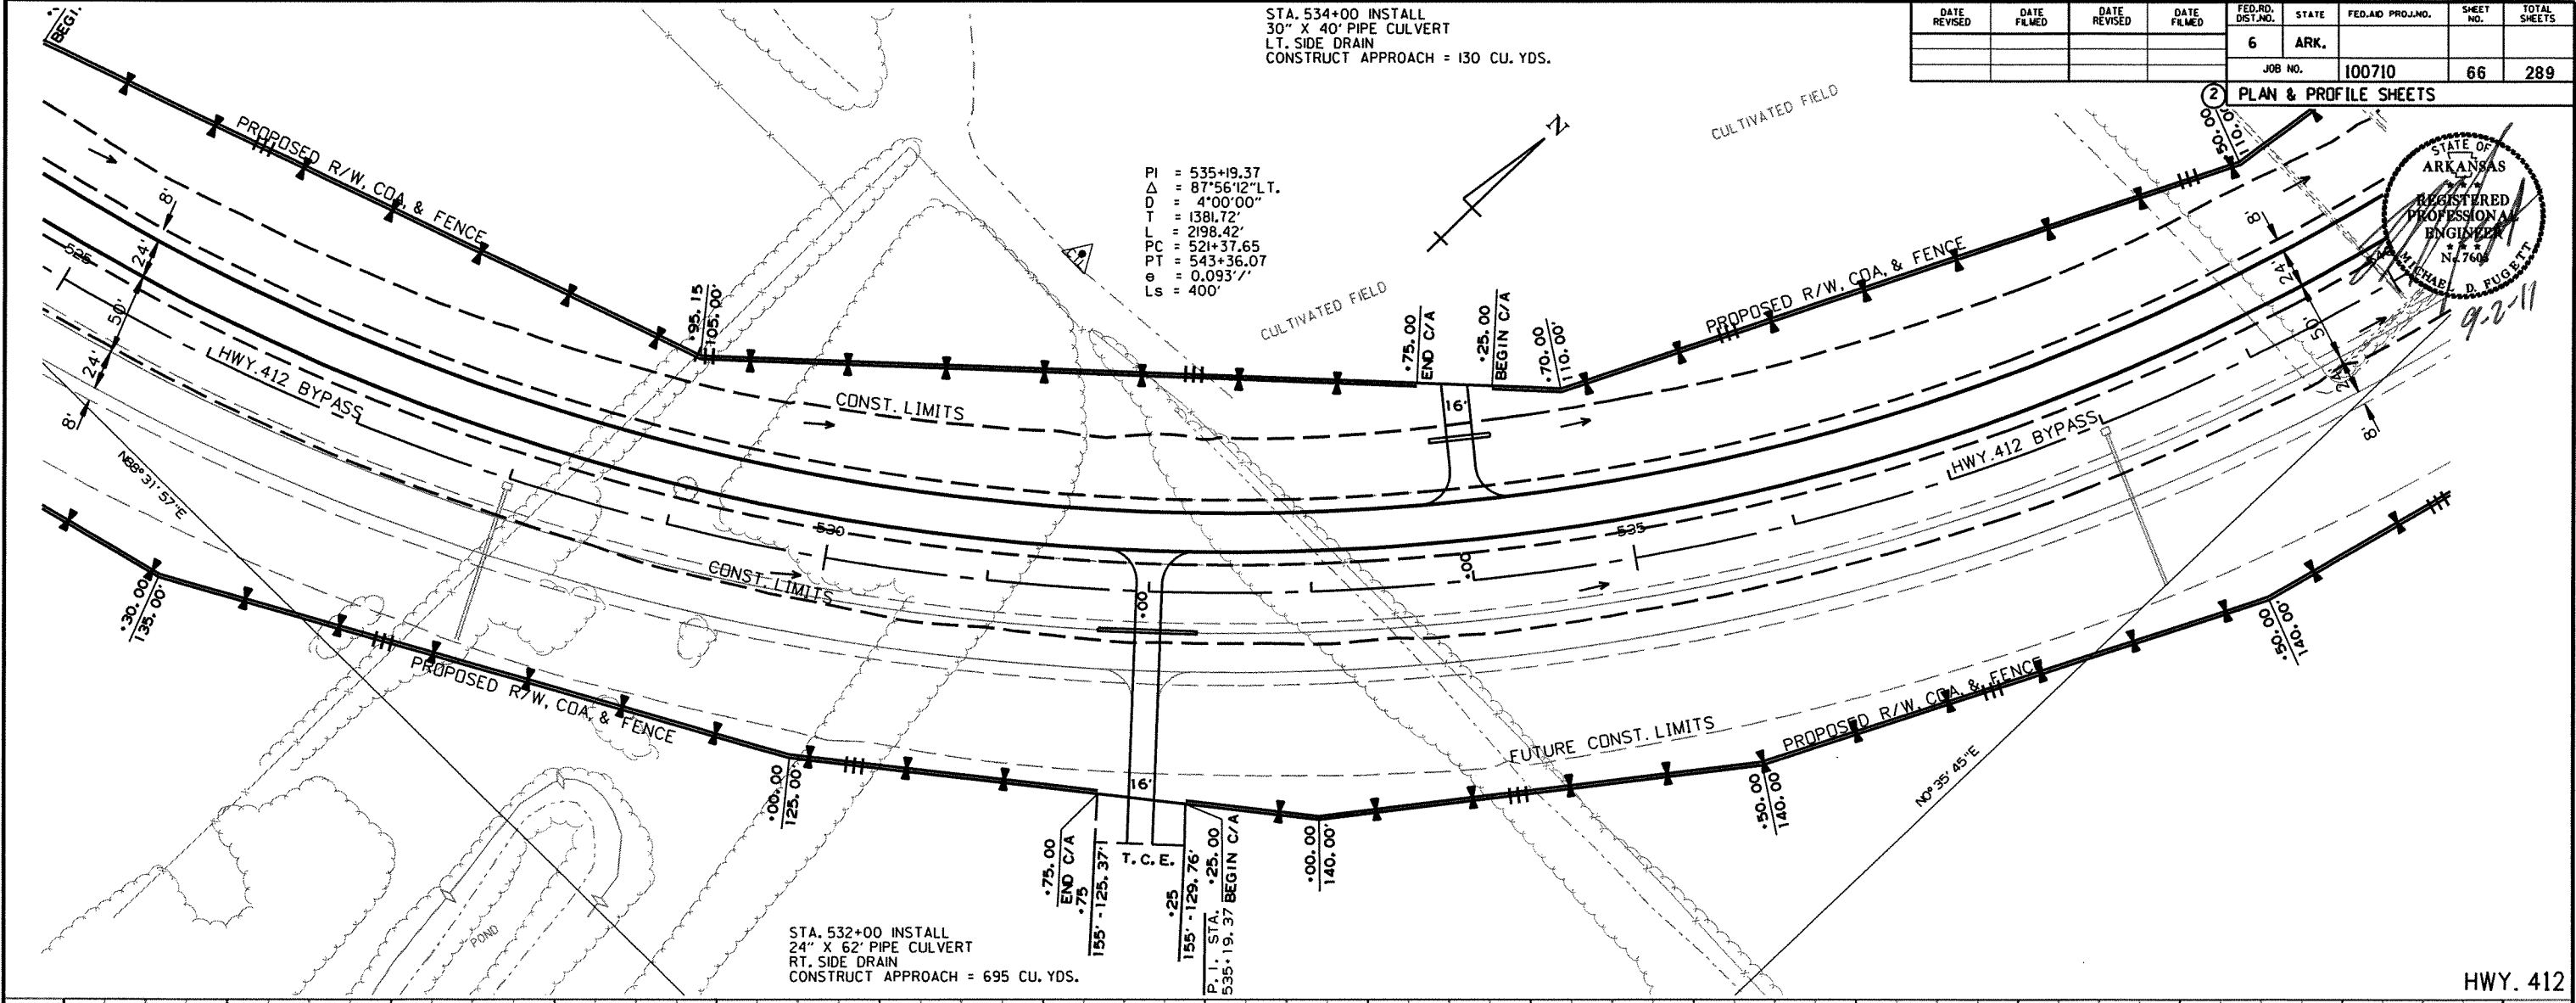 BEGI.
STA. 534+00 INSTALL
30" X 40' PIPE CULVERT
LT. SIDE DRAIN
CONSTRUCT APPROACH = 130 CU. YDS.
DATE REVISED
DATE FILMED
DATE REVISED
DATE FILMED
FED.RD. DIST.NO.
STATE
FED.AID PROJ.NO.
SHEET NO.
TOTAL SHEETS
6
ARK.
JOB NO.
100710
66
289
2
PLAN & PROFILE SHEETS
STATE OF
ARKANSAS
REGISTERED
PROFESSIONAL
ENGINEER
No. 7603
MICHAEL D. FUGETT
9-2-11
CULTIVATED FIELD
N
PI = 535+19.37
Δ = 87°56'12"LT.
D = 4°00'00"
T = 1381.72'
L = 2198.42'
PC = 521+37.65
PT = 543+36.07
e = 0.093'/'
Ls = 400'
CULTIVATED FIELD
PROPOSED R/W, COA, & FENCE
8'
24'
50'
24'
8'
525
HWY. 412 BYPASS
N88°31'57"E
+95.15
105.00'
CONST. LIMITS
+75.00
END C/A
+25.00
BEGIN C/A
+70.00
110.00'
16'
PROPOSED R/W, COA, & FENCE
+50.00
110.0
8'
24'
50'
24'
8'
HWY. 412 BYPASS
530
535
+00
+00
CONST. LIMITS
+30.00
135.00'
PROPOSED R/W, COA, & FENCE
+00.00
125.00'
16'
T.C.E.
+75.00
END C/A
+75
155'-125.37'
+25
155'-129.76'
P.I. STA.
535+19.37
+25.00
BEGIN C/A
+00.00
140.00'
FUTURE CONST. LIMITS
PROPOSED R/W, COA, & FENCE
+50.00
140.00'
+50.00
140.00'
N0°35'45"E
POND
STA. 532+00 INSTALL
24" X 62' PIPE CULVERT
RT. SIDE DRAIN
CONSTRUCT APPROACH = 695 CU. YDS.
HWY. 412